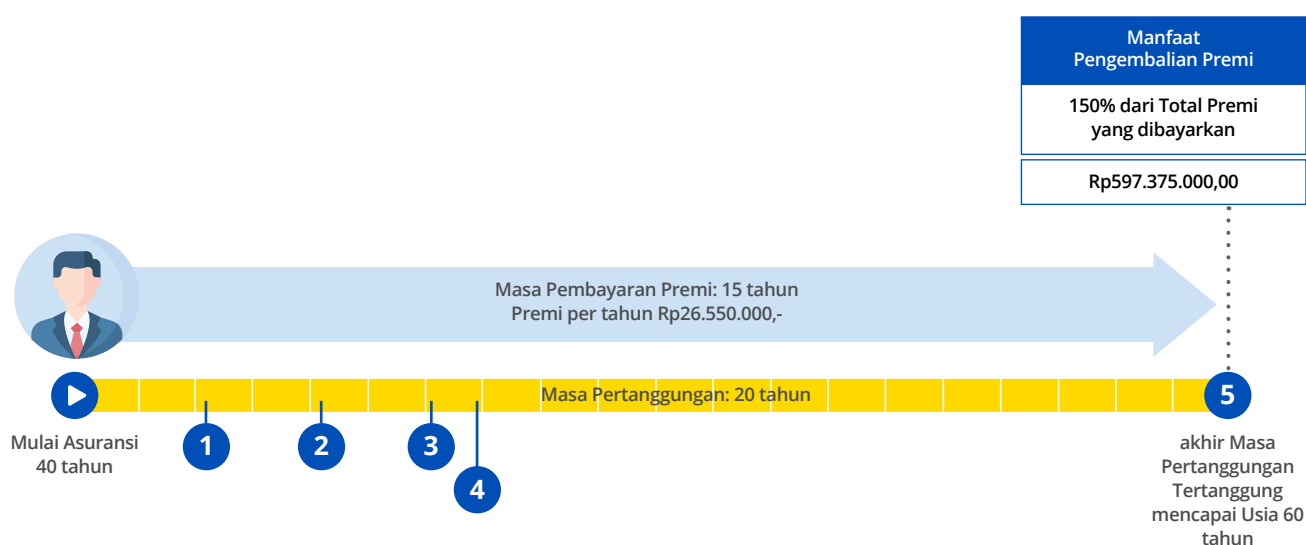 Manfaat
Pengembalian Premi
150% dari Total Premi
yang dibayarkan
Rp597.375.000,00
Masa Pembayaran Premi: 15 tahun
Premi per tahun Rp26.550.000,-
Masa Pertanggungan: 20 tahun
5
Mulai Asuransi
40 tahun
1
2
3
4
akhir Masa
Pertanggungan
Tertanggung
mencapai Usia 60
tahun